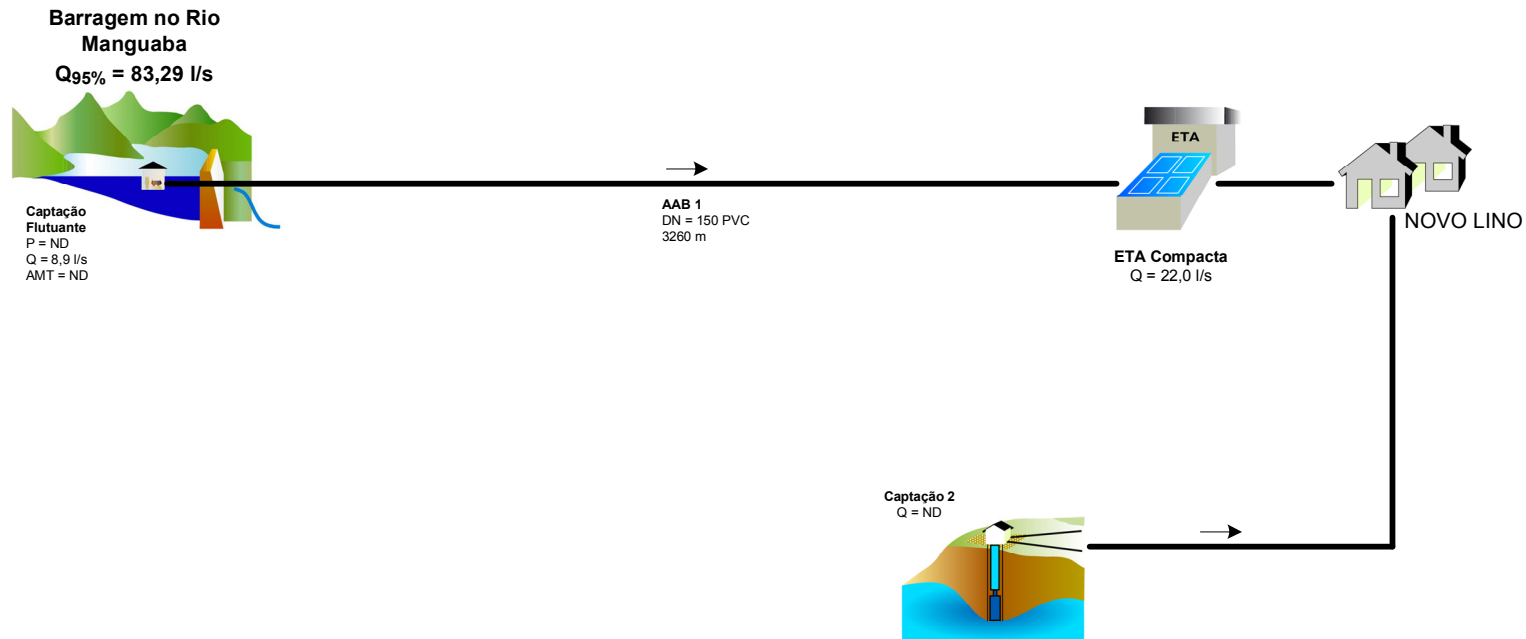 Barragem no Rio
Manguaba
Q95% = 83,29 l/s
Captação
Flutuante
P = ND
Q = 8,9 l/s
AMT = ND
AAB 1
DN = 150 PVC
3260 m
ETA
ETA Compacta
Q = 22,0 l/s
NOVO LINO
Captação 2
Q = ND